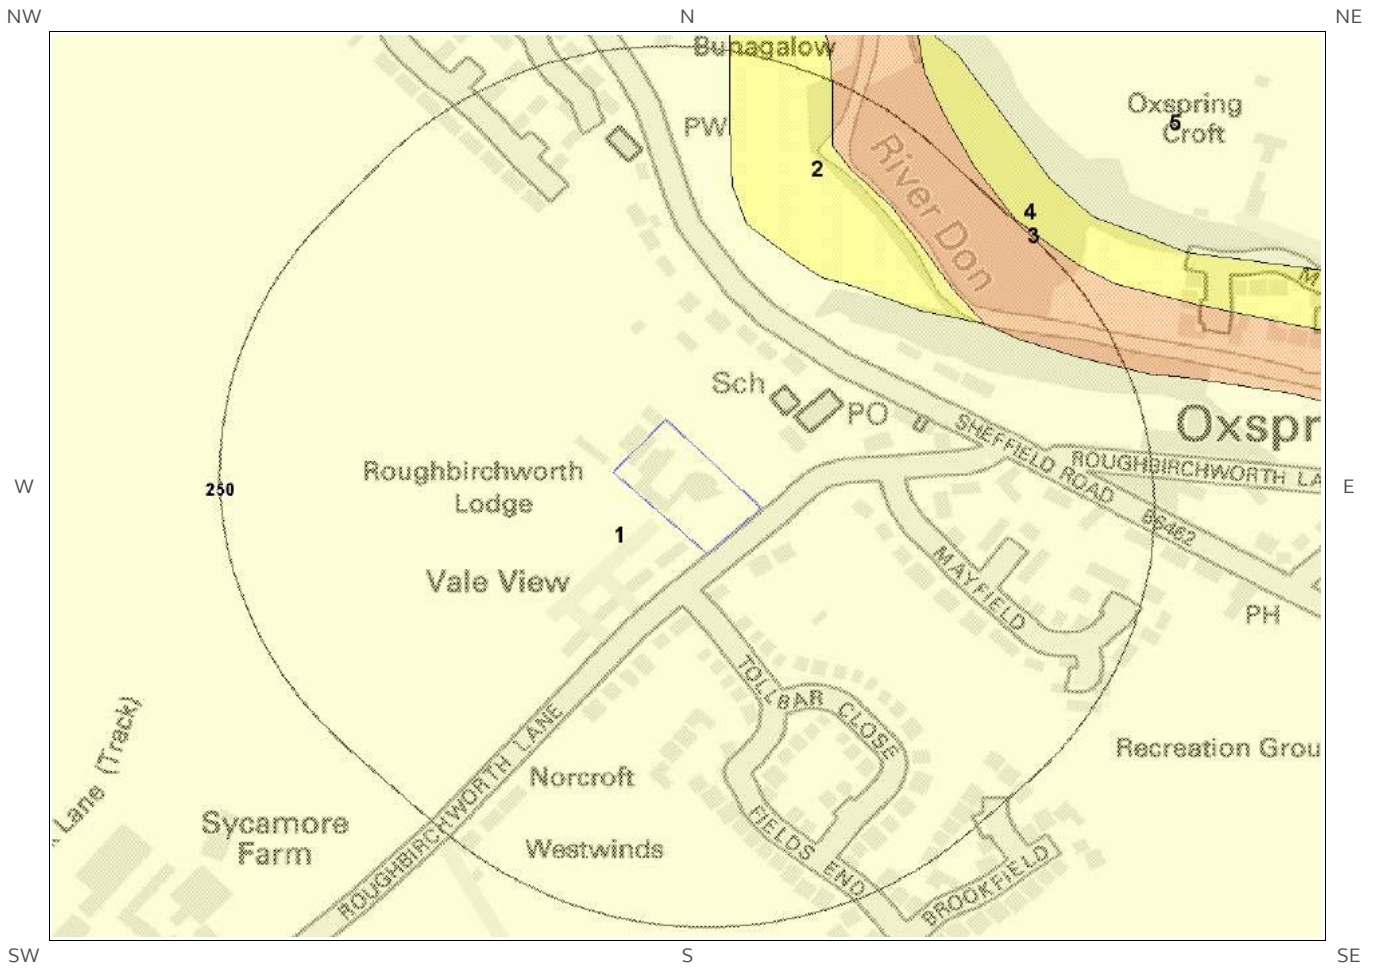 NW
N
NE
Bunagalow
Oxspring
5
Croft
PW
2
River Don
4
3
M
Sch
PO
Oxspr
SHEFFIELD ROAD
B6462
ROUGHBIRCHWORTH LA
Roughbirchworth
Lodge
W
250
E
1
Vale View
MAYFIELD
PH
TOLLBAR CLOSE
Lane (Track)
ROUGHBIRCHWORTH LANE
Recreation Grou
Norcroft
Sycamore
Farm
Westwinds
FIELDS END
BROOKFIELD
SW
S
SE